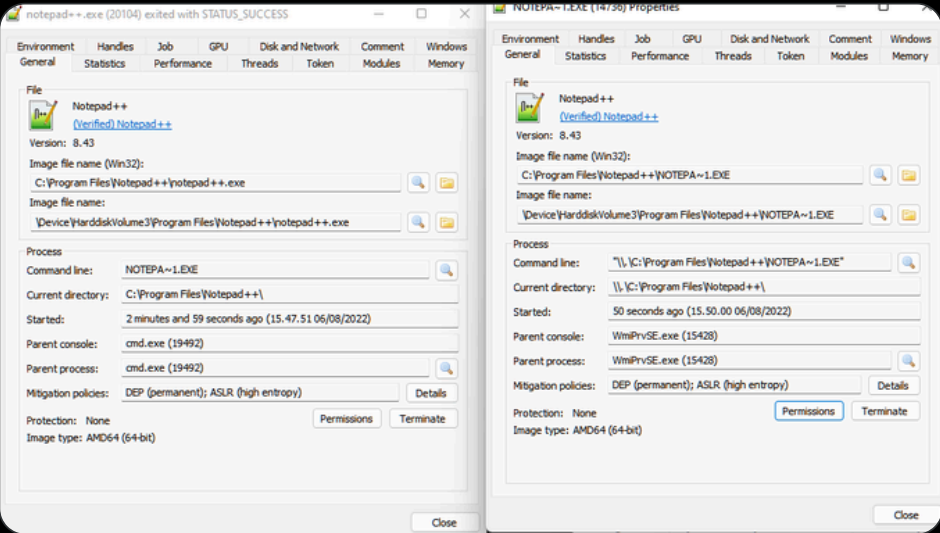 notepad++.exe (20104) exited with STATUS_SUCCESS
Environment Handles Job GPU Disk and Network Comment Windows
General Statistics Performance Threads Token Modules Memory
File
Notepad++
(Verified) Notepad++
Version: 8.43
Image file name (Win32):
C:\Program Files\Notepad++\notepad++.exe
Image file name:
\Device\HarddiskVolume3\Program Files\Notepad++\notepad++.exe
Process
Command line: NOTEPA~1.EXE
Current directory: C:\Program Files\Notepad++\
Started: 2 minutes and 59 seconds ago (15.47.51 06/08/2022)
Parent console: cmd.exe (19492)
Parent process: cmd.exe (19492)
Mitigation policies: DEP (permanent); ASLR (high entropy) Details
Protection: None Permissions Terminate
Image type: AMD64 (64-bit)
Close
NOTEPA~1.EXE (14736) Properties
Environment Handles Job GPU Disk and Network Comment Windows
General Statistics Performance Threads Token Modules Memory
File
Notepad++
(Verified) Notepad++
Version: 8.43
Image file name (Win32):
C:\Program Files\Notepad++\NOTEPA~1.EXE
Image file name:
\Device\HarddiskVolume3\Program Files\Notepad++\NOTEPA~1.EXE
Process
Command line: "\\.\C:\Program Files\Notepad++\NOTEPA~1.EXE"
Current directory: \\.\C:\Program Files\Notepad++\
Started: 50 seconds ago (15.50.00 06/08/2022)
Parent console: WmiPrvSE.exe (15428)
Parent process: WmiPrvSE.exe (15428)
Mitigation policies: DEP (permanent); ASLR (high entropy) Details
Protection: None Permissions Terminate
Image type: AMD64 (64-bit)
Close